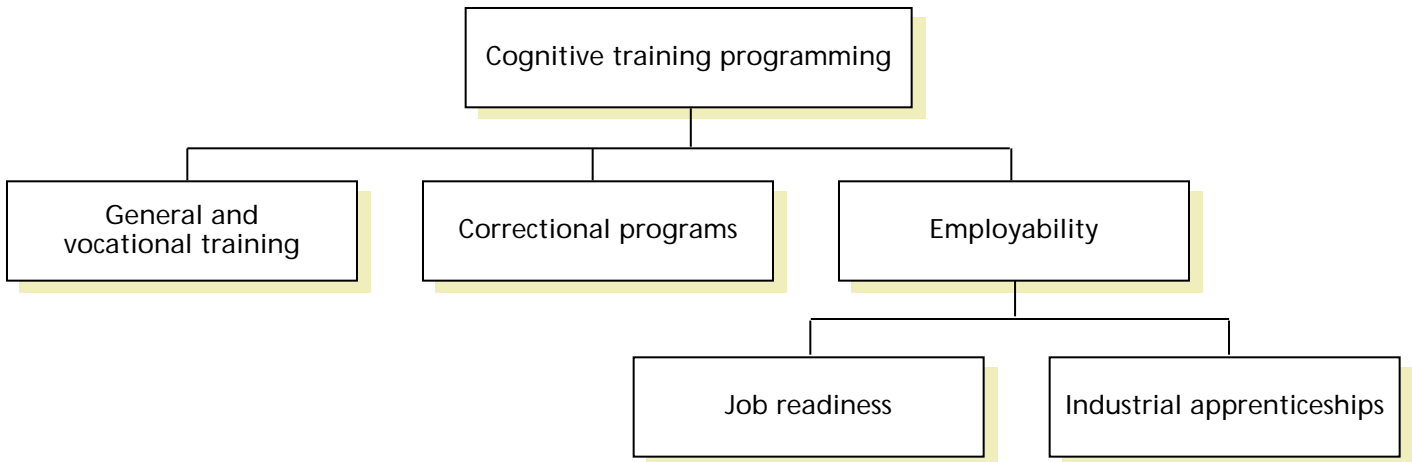 Cognitive training programming
General and
vocational training
Correctional programs
Employability
Job readiness
Industrial apprenticeships